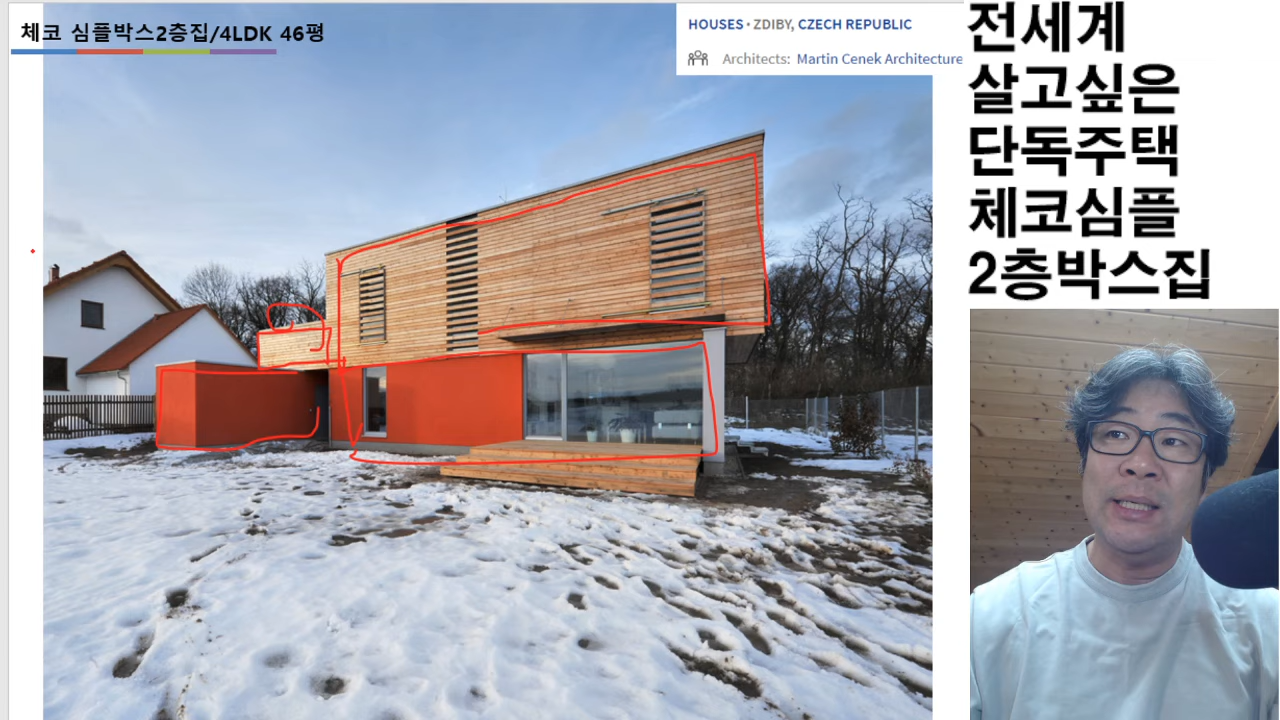 체코 심플박스2층집/4LDK 46평
HOUSES • ZDIBY, CZECH REPUBLIC
Architects: Martin Cenek Architecture
전세계
살고싶은
단독주택
체코심플
2층박스집